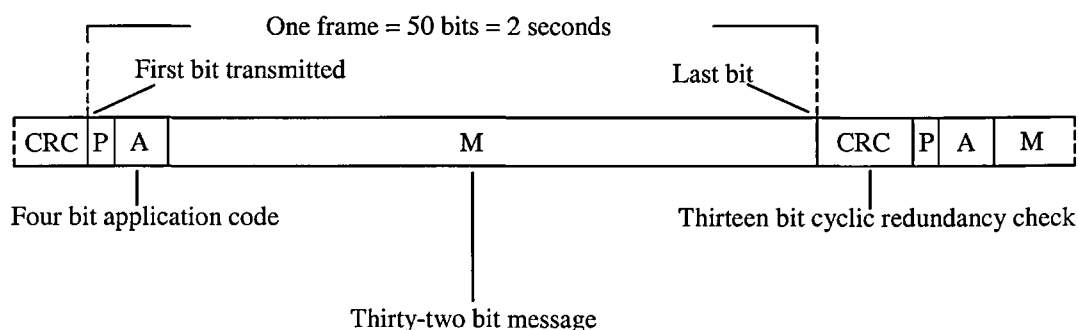 One frame = 50 bits = 2 seconds
First bit transmitted
Last bit
CRC P A M CRC P A M
Four bit application code
Thirteen bit cyclic redundancy check
Thirty-two bit message